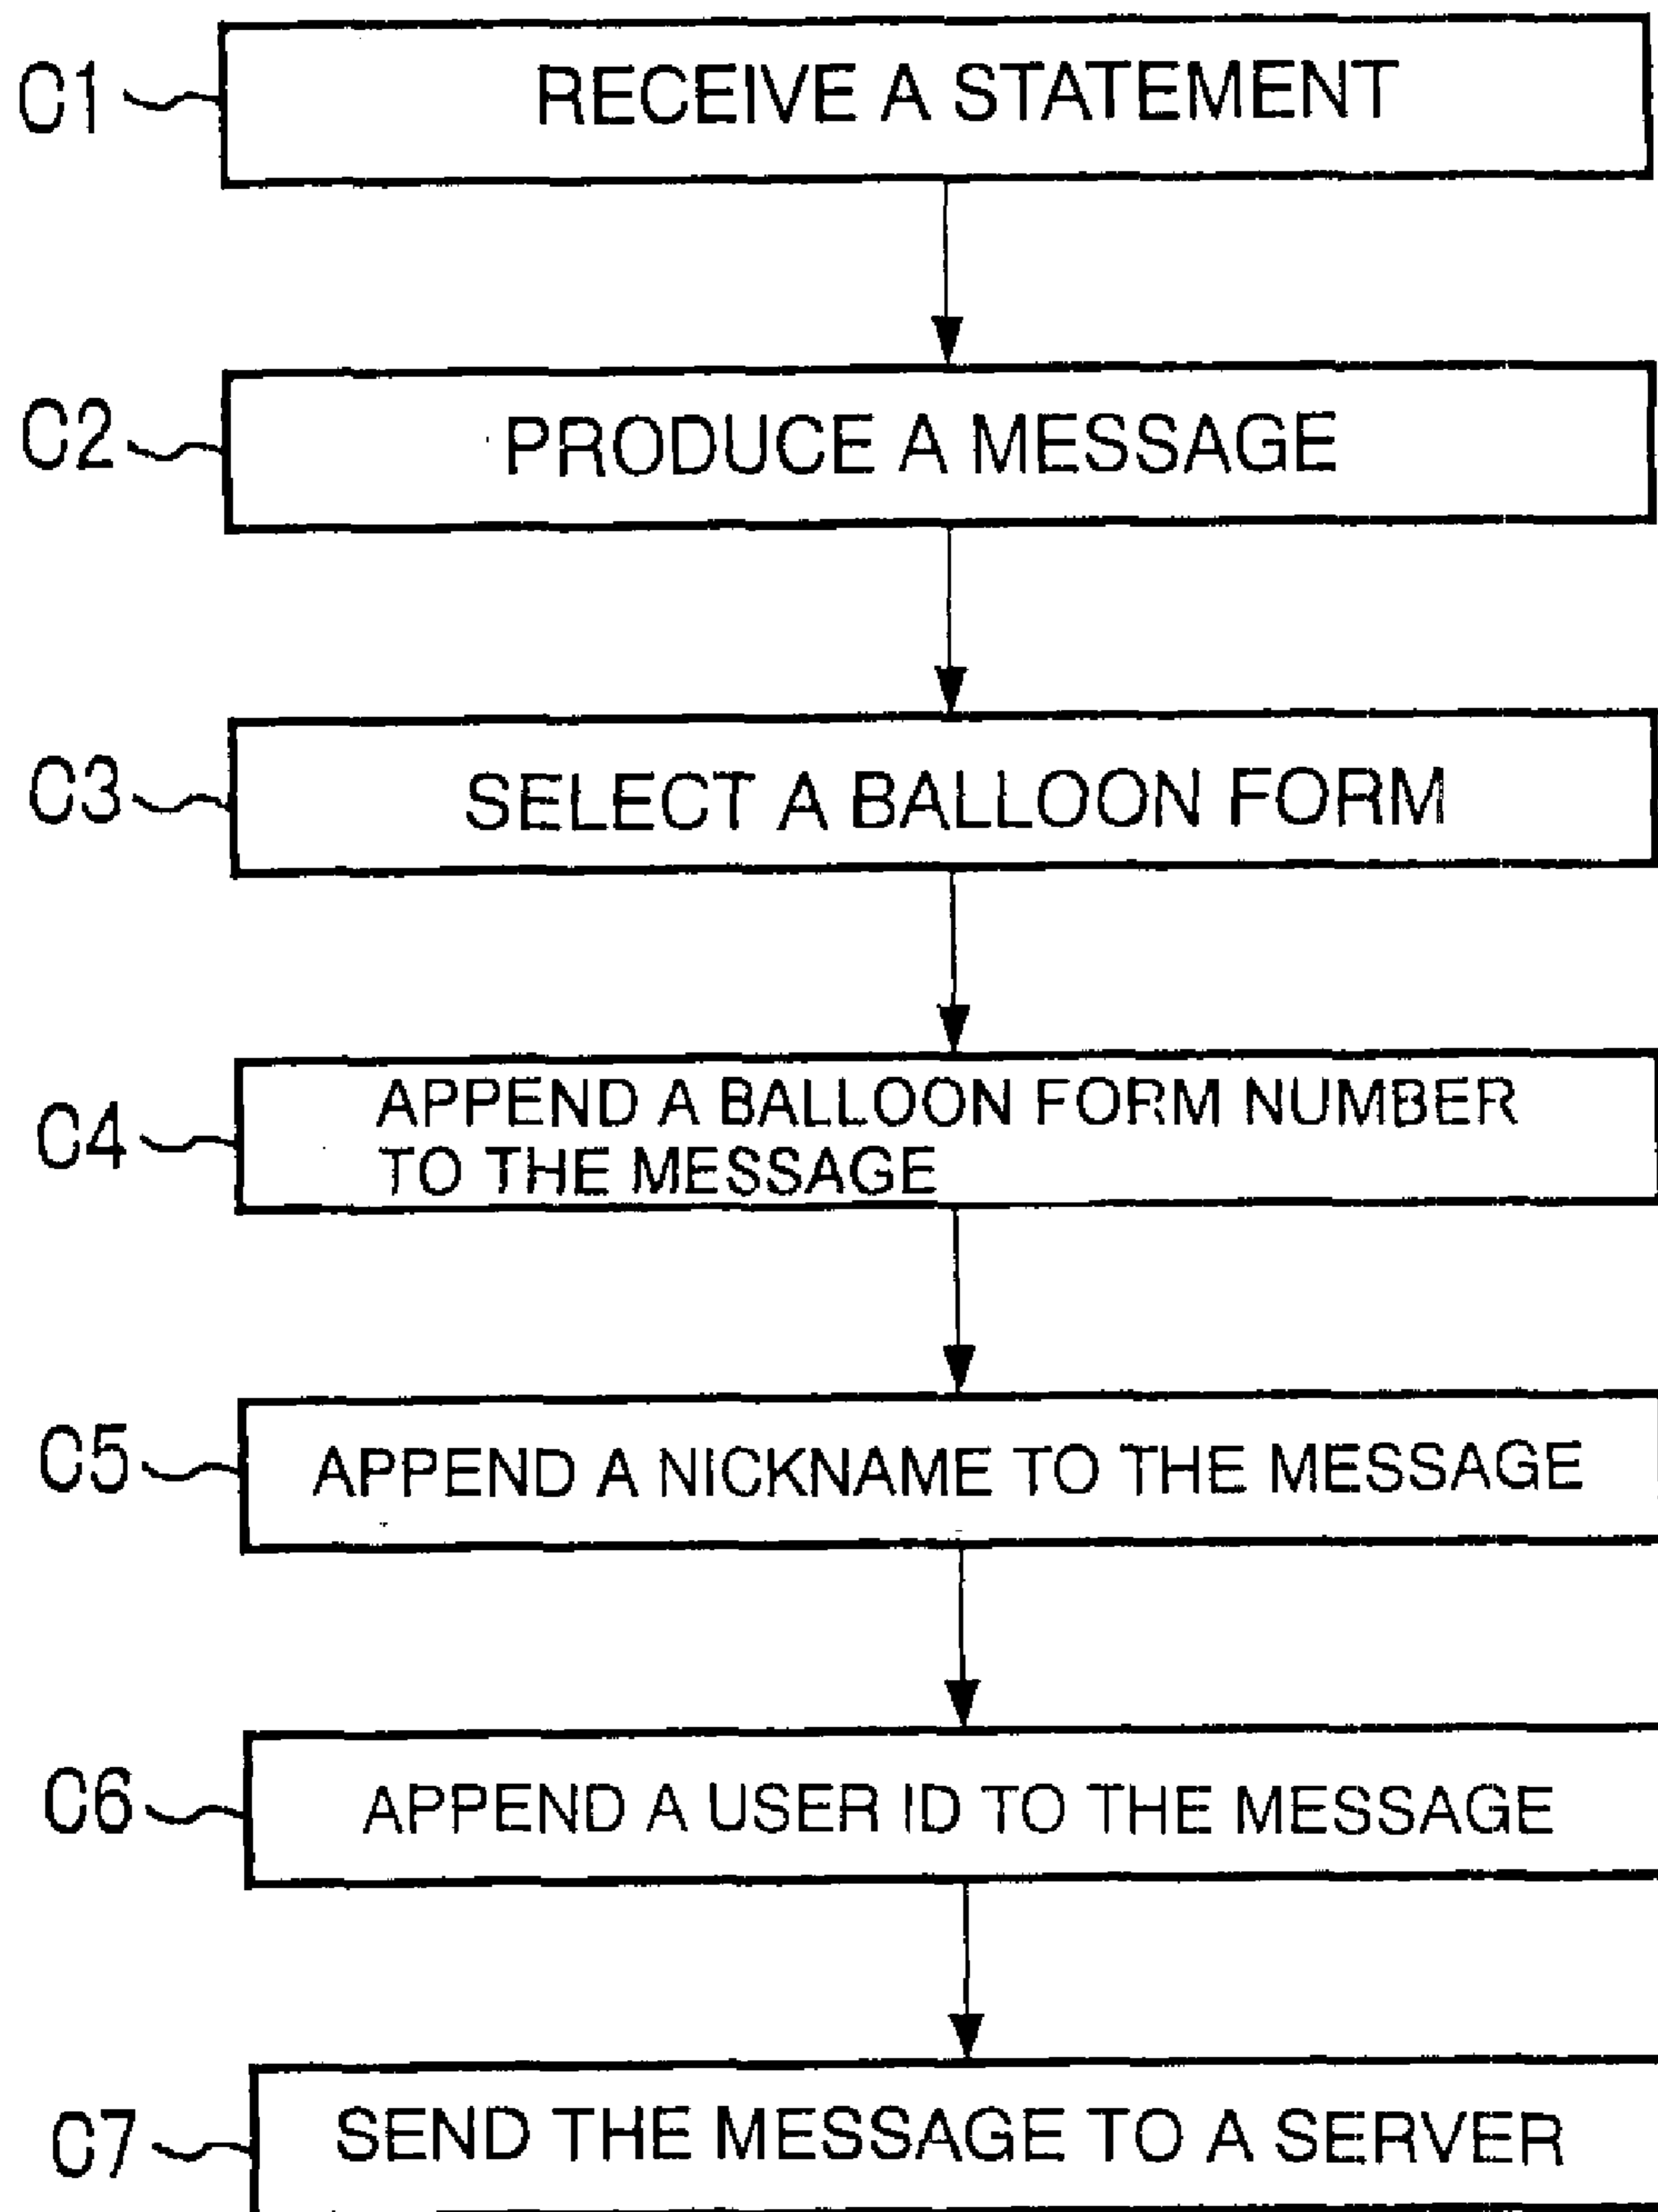 C1 RECEIVE A STATEMENT
C2 PRODUCE A MESSAGE
C3 SELECT A BALLOON FORM
C4 APPEND A BALLOON FORM NUMBER
TO THE MESSAGE
C5 APPEND A NICKNAME TO THE MESSAGE
C6 APPEND A USER ID TO THE MESSAGE
C7 SEND THE MESSAGE TO A SERVER